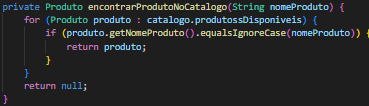 private Produto encontrarProdutoNoCatalogo(String nomeProduto) {
    for (Produto produto : catalogo.produtossDisponiveis) {
        if (produto.getNomeProduto().equalsIgnoreCase(nomeProduto)) {
            return produto;
        }
    }
    return null;
}